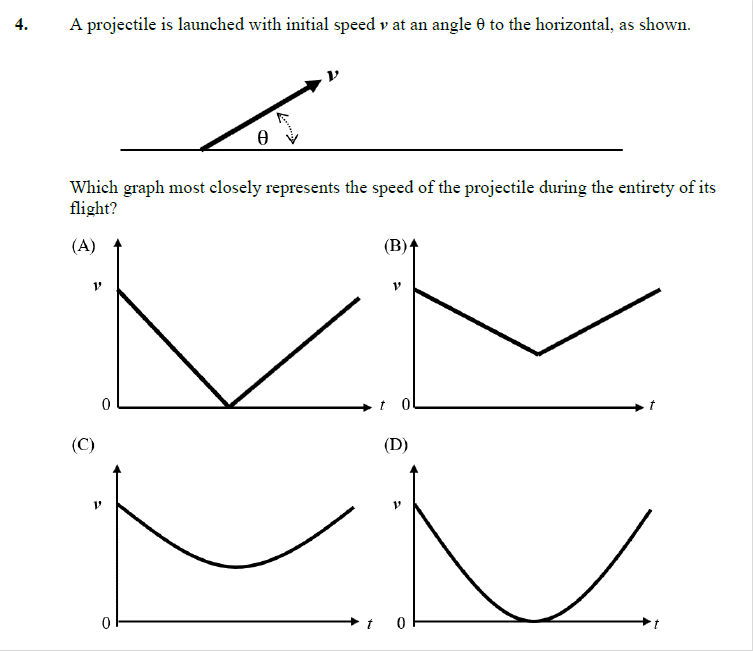 4. A projectile is launched with initial speed v at an angle θ to the horizontal, as shown.
v
θ
Which graph most closely represents the speed of the projectile during the entirety of its
flight?
(A) (B)
v v
0 t 0 t
(C) (D)
v v
0 t 0 t